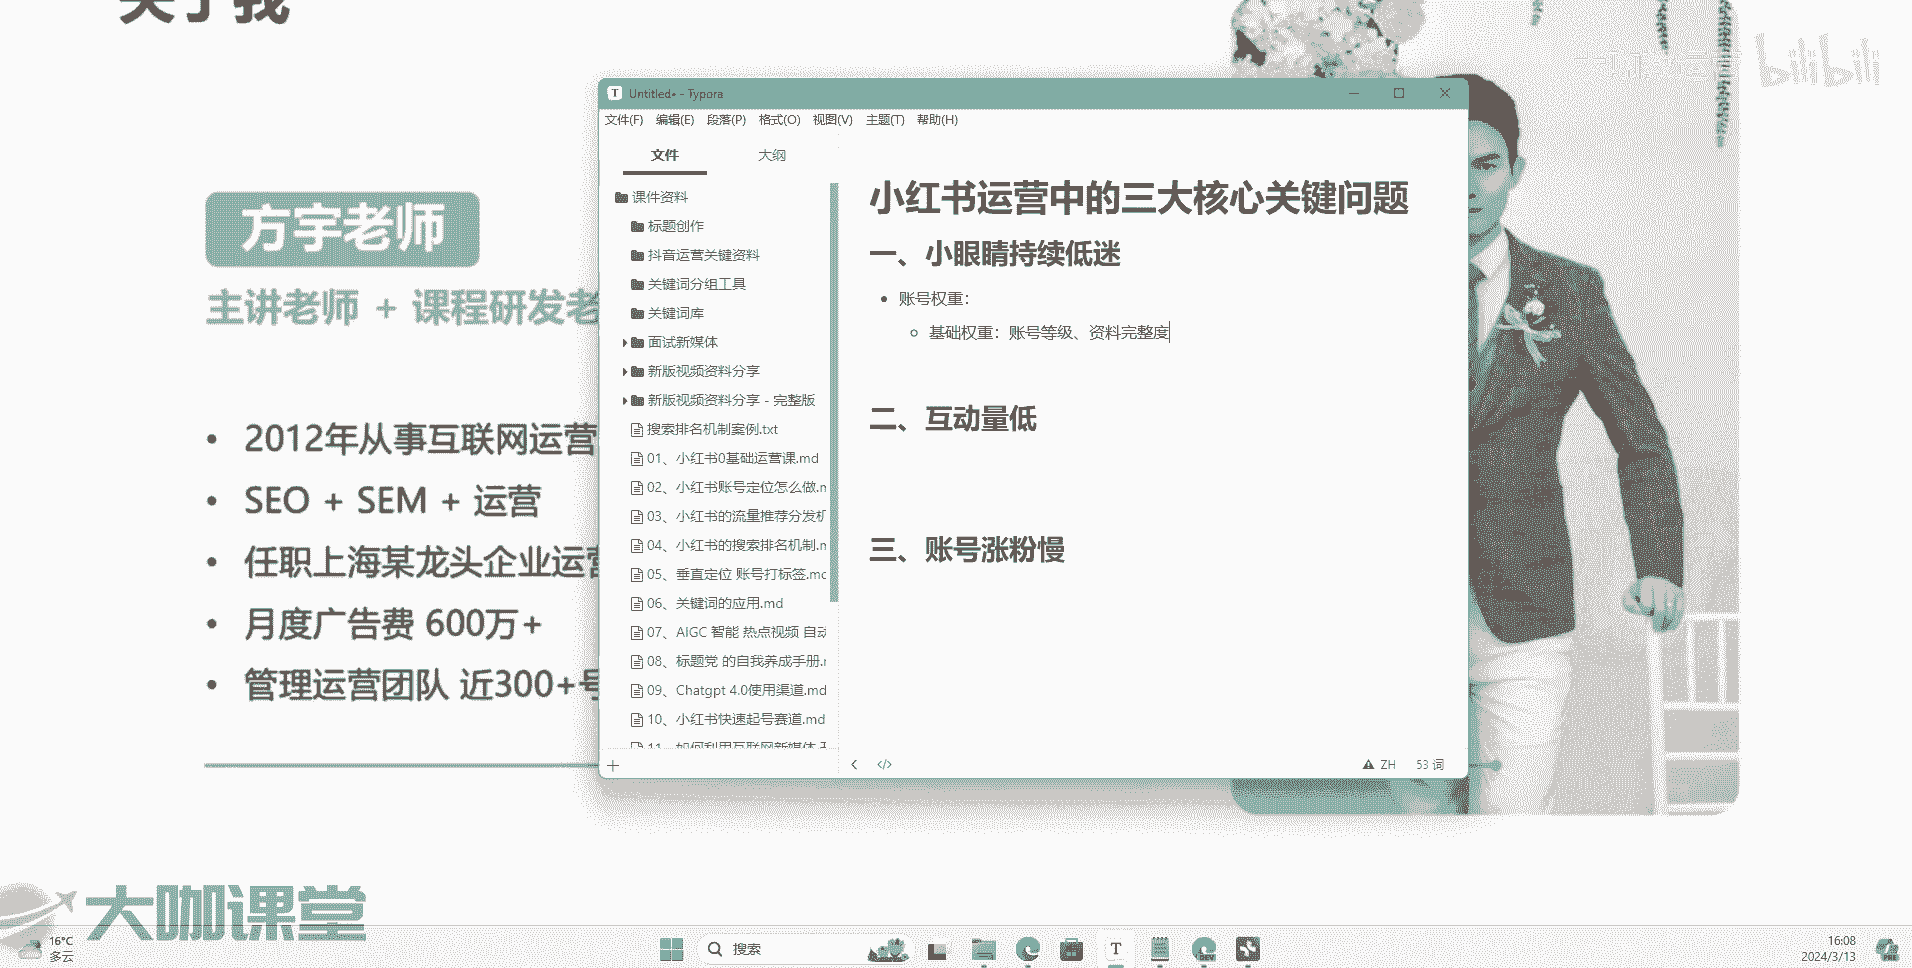 关于我
bilibili
方宇老师
主讲老师 + 课程研发老
2012年从事互联网运营
SEO + SEM + 运营
任职上海某龙头企业运营
月度广告费 600万+
管理运营团队 近300+号
Untitled• - Typora
文件(F) 编辑(E) 段落(P) 格式(O) 视图(V) 主题(T) 帮助(H)
文件 大纲
课件资料
标题创作
抖音运营关键资料
关键词分组工具
关键词库
面试新媒体
新版视频资料分享
新版视频资料分享 - 完整版
搜索排名机制案例.txt
01、小红书0基础运营课.md
02、小红书账号定位怎么做.m
03、小红书的流量推荐分发机
04、小红书的搜索排名机制.m
05、垂直定位 账号打标签.md
06、关键词的应用.md
07、AIGC 智能 热点视频 自动
08、标题党 的自我养成手册.m
09、Chatgpt 4.0使用渠道.md
10、小红书快速起号赛道.md
11、如何利用互联网新媒体
小红书运营中的三大核心关键问题
一、小眼睛持续低迷
账号权重：
基础权重：账号等级、资料完整度
二、互动量低
三、账号涨粉慢
</> ZH 53 词
大咖课堂
16°C
多云
搜索
T
DEV
PRE
16:08
2024/3/13